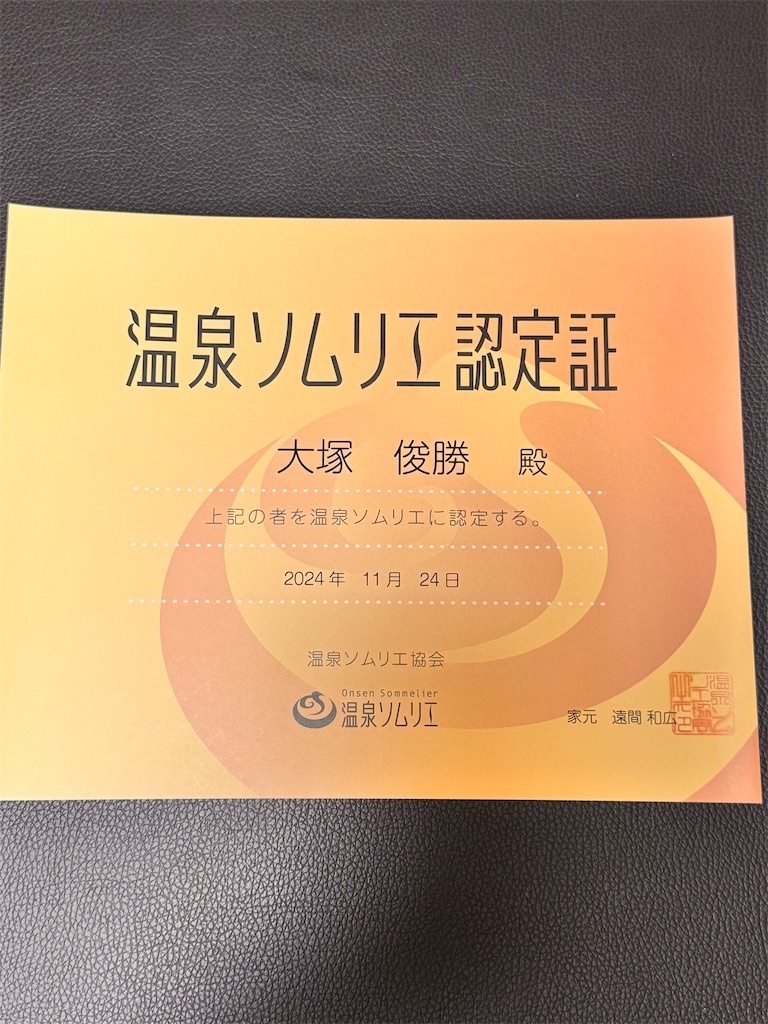 温泉ソムリエ認定証
大塚 俊勝 殿
上記の者を温泉ソムリエに認定する。
2024年 11月 24日
温泉ソムリエ協会
Onsen Sommelier
温泉ソムリエ
家元 遠間 和広